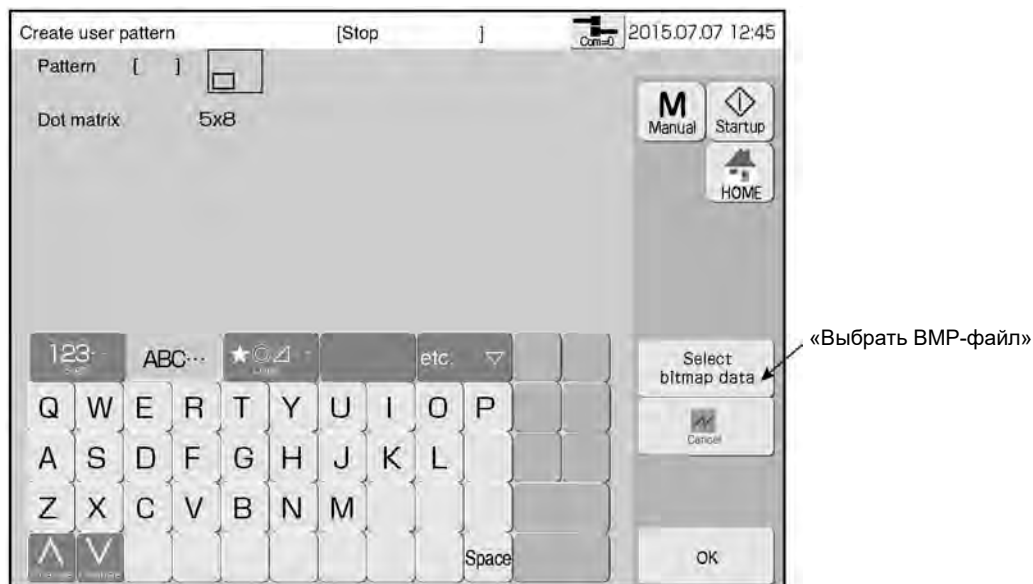 Create user pattern [Stop ] Com=0 2015.07.07 12:45
Pattern [ ]
Dot matrix 5x8
M
Manual
Startup
HOME
123··
ABC···
★◎⊿··
etc. ▽
Select
bitmap data
«Выбрать BMP-файл»
Q W E R T Y U I O P
Cancel
A S D F G H J K L
Z X C V B N M
Space
OK